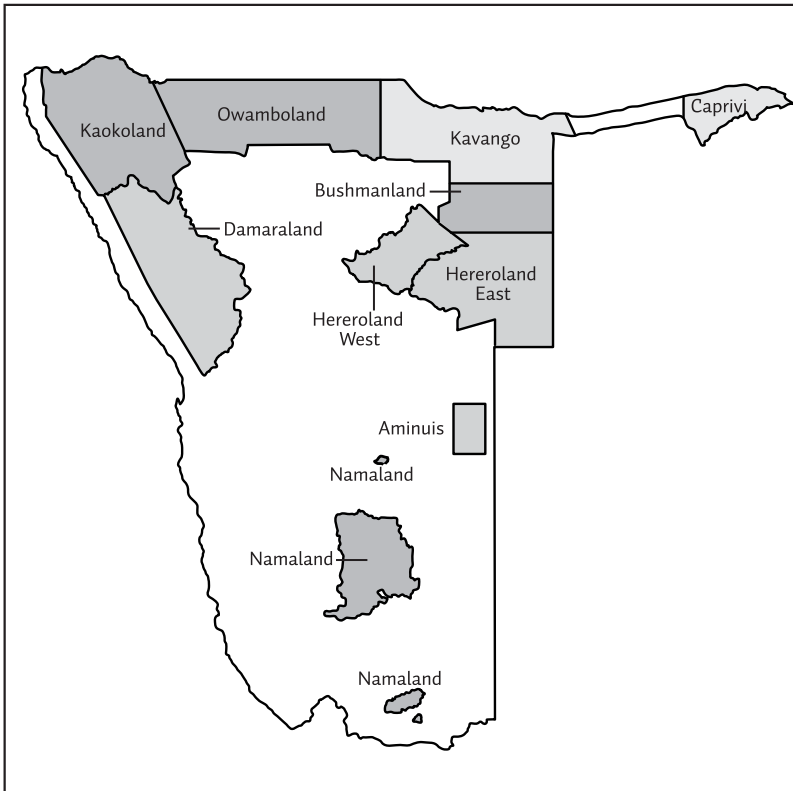 Caprivi
Owamboland
Kaokoland
Kavango
Bushmanland
Damaraland
Hereroland
East
Hereroland
West
Aminuis
Namaland
Namaland
Namaland